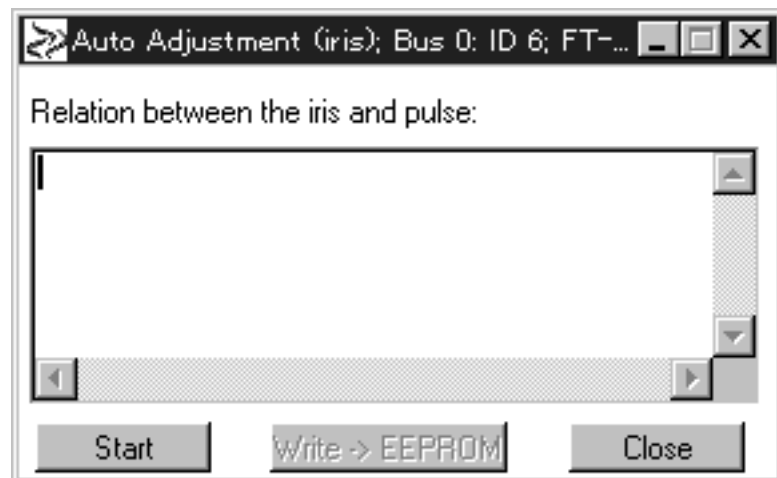 Auto Adjustment (iris); Bus 0: ID 6; FT-...
Relation between the iris and pulse:
Start Write -> EEPROM Close